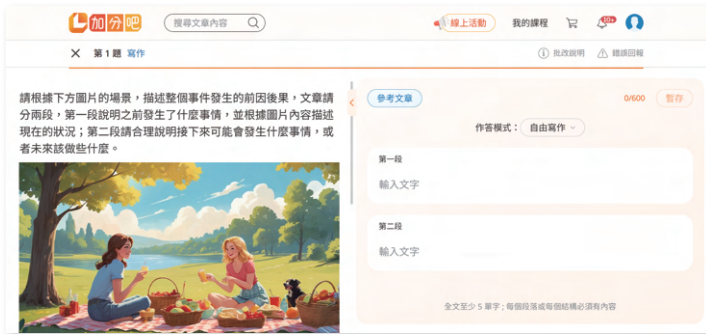 加分吧
搜尋文章內容
線上活動
我的課程
10+
第 1 題 寫作
批改說明
錯誤回報
請根據下方圖片的場景，描述整個事件發生的前因後果，文章請
分兩段，第一段說明之前發生了什麼事情，並根據圖片內容描述
現在的狀況；第二段請合理說明接下來可能會發生什麼事情，或
者未來該做些什麼。
參考文章
0/600
暫存
作答模式：自由寫作
第一段
輸入文字
第二段
輸入文字
全文至少 5 單字；每個段落或每個結構必須有內容